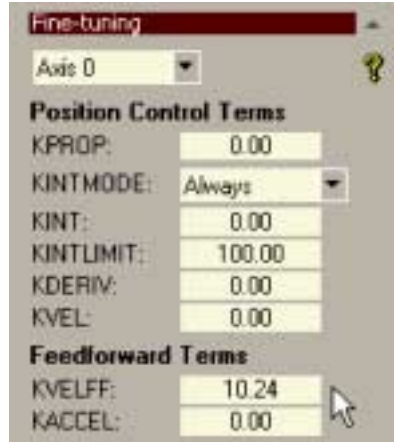 Fine-tuning
Axis 0
Position Control Terms
KPROP: 0.00
KINTMODE: Always
KINT: 0.00
KINTLIMIT: 100.00
KDERIV: 0.00
KVEL: 0.00
Feedforward Terms
KVELFF: 10.24
KACCEL: 0.00